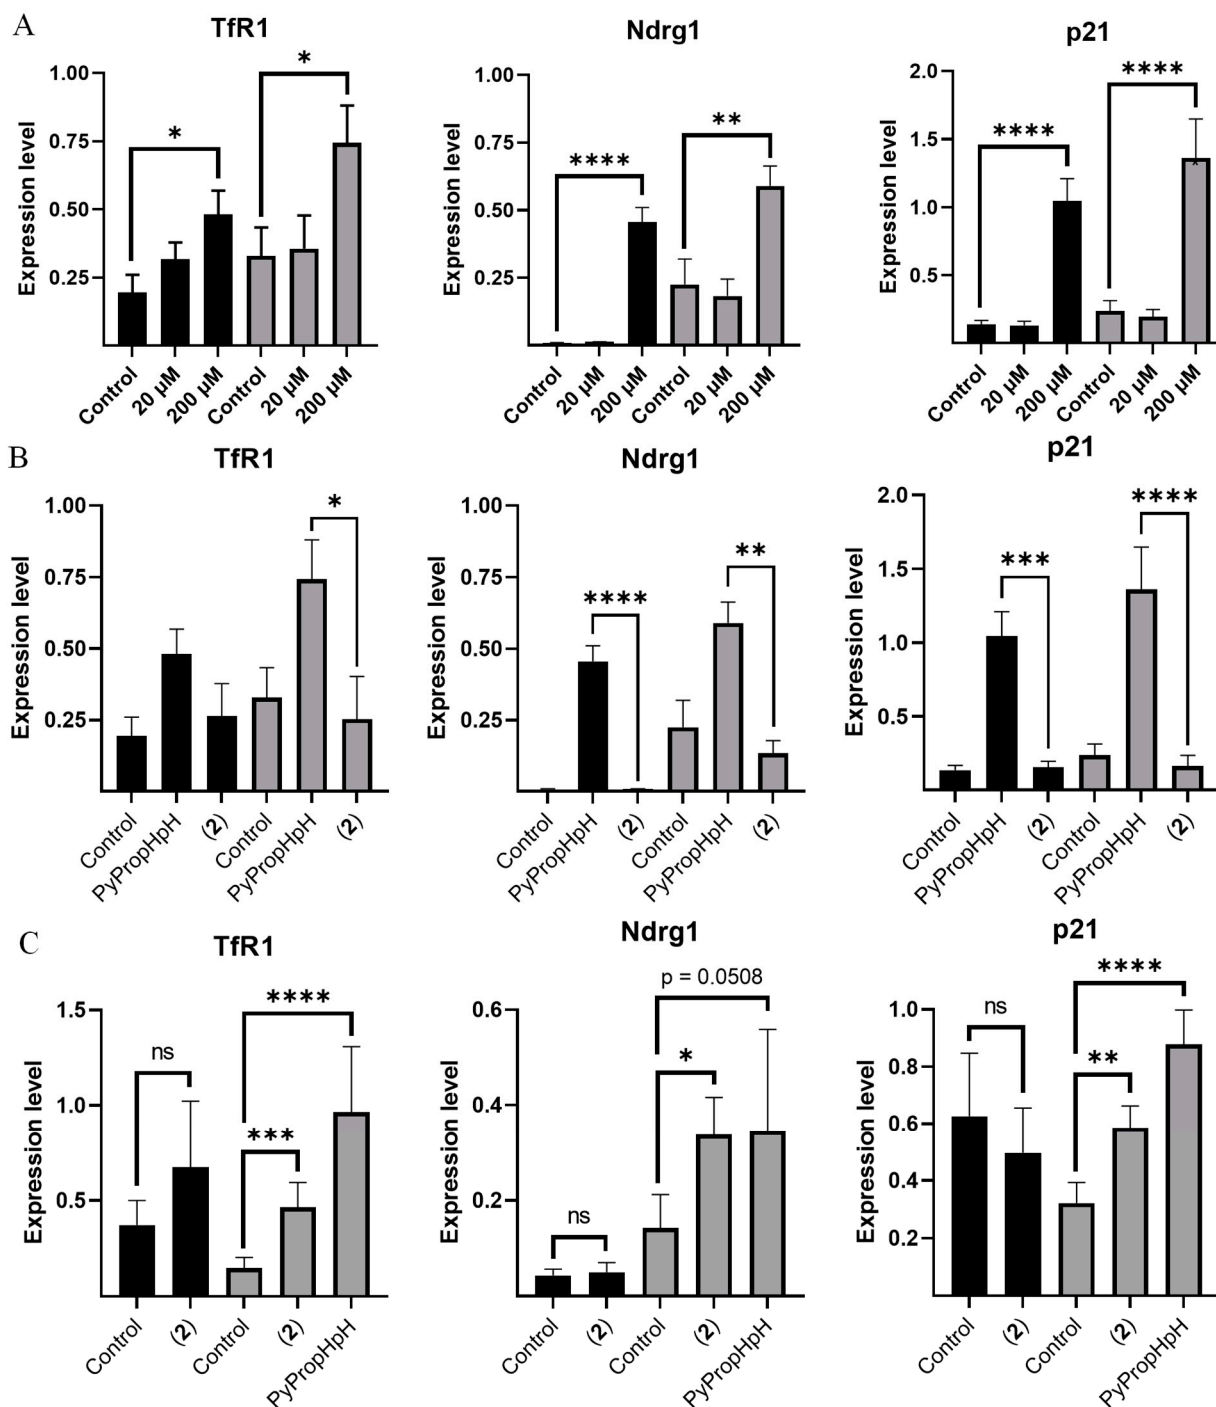 A
TfR1
Ndrg1
p21
Expression level
1.00
0.75
0.50
0.25
*
*
Control
20 µM
200 µM
Control
20 µM
200 µM
Expression level
1.00
0.75
0.50
0.25
****
**
Control
20 µM
200 µM
Control
20 µM
200 µM
Expression level
2.0
1.5
1.0
0.5
****
****
Control
20 µM
200 µM
Control
20 µM
200 µM
B
TfR1
Ndrg1
p21
Expression level
1.00
0.75
0.50
0.25
*
Control
PyPropHpH
(2)
Control
PyPropHpH
(2)
Expression level
1.00
0.75
0.50
0.25
****
**
Control
PyPropHpH
(2)
Control
PyPropHpH
(2)
Expression level
2.0
1.5
1.0
0.5
***
****
Control
PyPropHpH
(2)
Control
PyPropHpH
(2)
C
TfR1
Ndrg1
p21
Expression level
1.5
1.0
0.5
ns
***
****
Control
(2)
Control
(2)
PyPropHpH
Expression level
0.6
0.4
0.2
ns
*
p = 0.0508
Control
(2)
Control
(2)
PyPropHpH
Expression level
1.0
0.8
0.6
0.4
0.2
ns
**
****
Control
(2)
Control
(2)
PyPropHpH